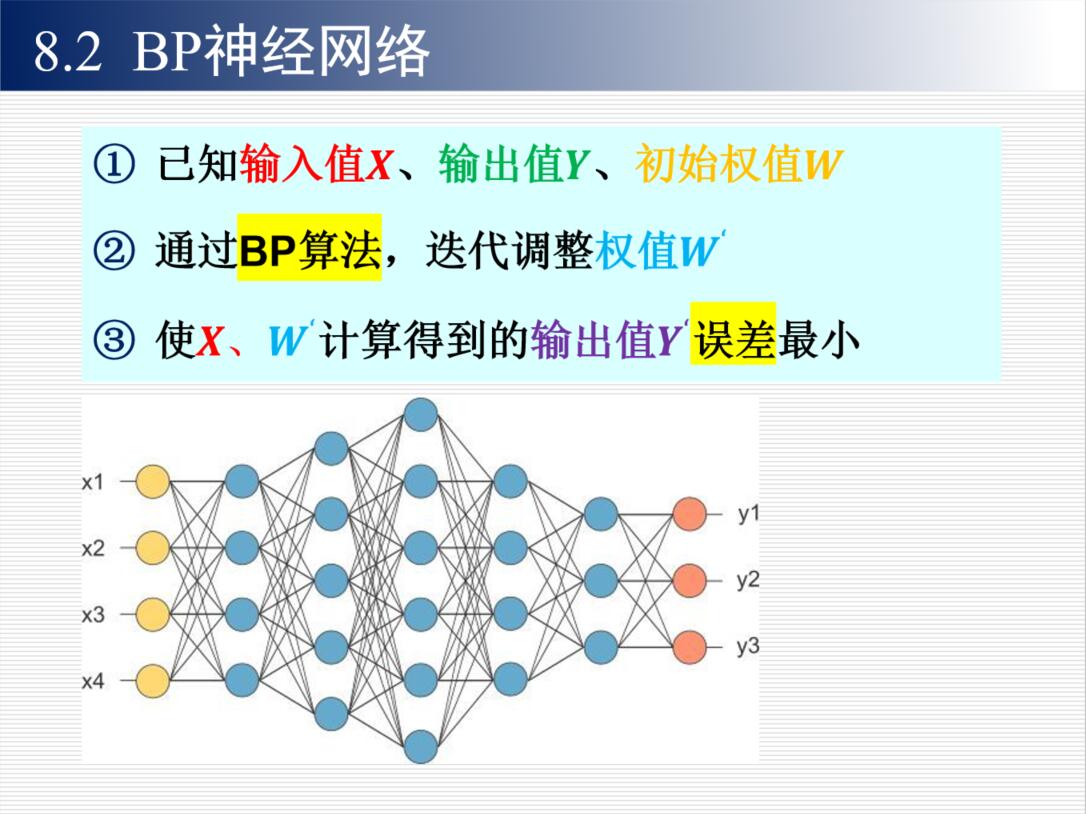 8.2 BP神经网络
① 已知输入值X、输出值Y、初始权值W
② 通过BP算法，迭代调整权值W‘
③ 使X、W‘计算得到的输出值Y‘误差最小
x1
x2
x3
x4
y1
y2
y3